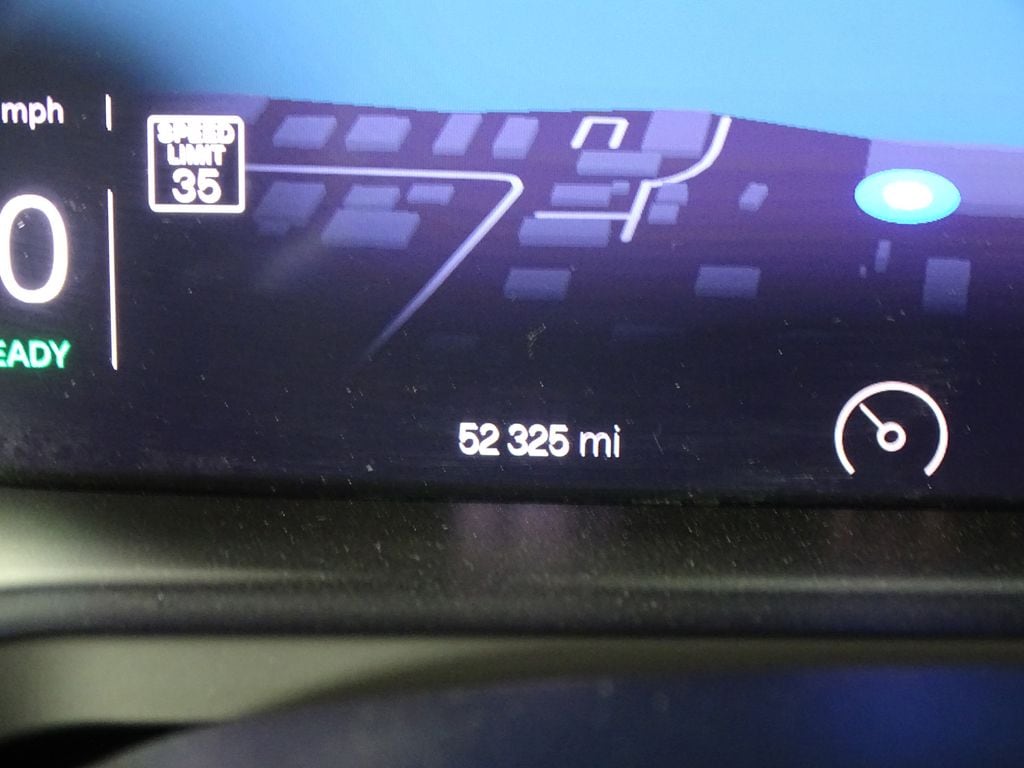 mph
SPEED
LIMIT
35
0
EADY
52 325 mi